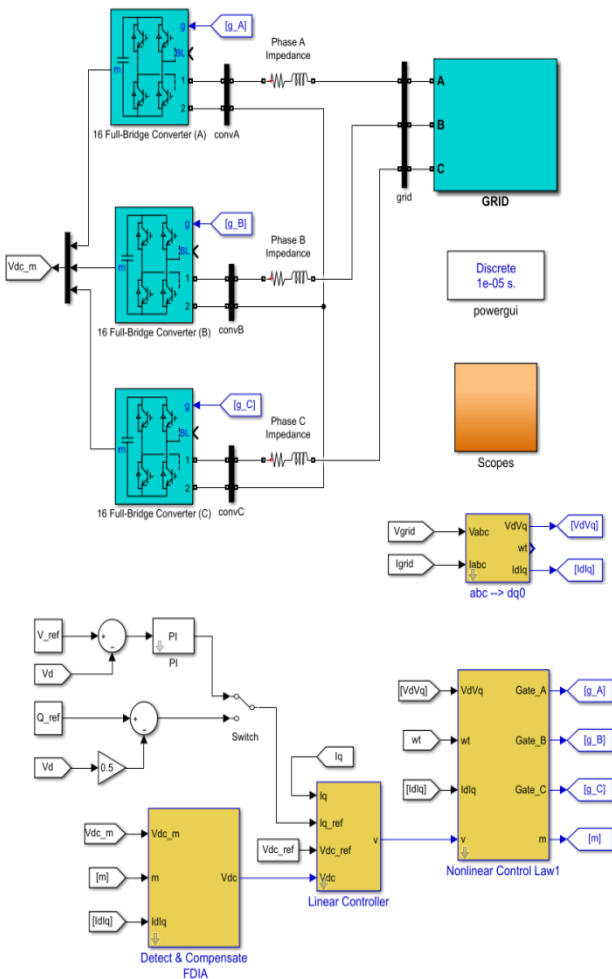 [g_A]
g
BL
m
1
2
16 Full-Bridge Converter (A)
convA
Phase A
Impedance
A
B
C
grid
GRID
[g_B]
g
BL
m
1
2
16 Full-Bridge Converter (B)
convB
Phase B
Impedance
Vdc_m
Discrete
1e-05 s.
powergui
[g_C]
g
BL
m
1
2
16 Full-Bridge Converter (C)
convC
Phase C
Impedance
Scopes
Vgrid
Igrid
Vabc
Iabc
VdVq
wt
IdIq
[VdVq]
[IdIq]
abc --> dq0
V_ref
Vd
+
-
PI
PI
Q_ref
Vd
0.5
+
-
Switch
Iq
Iq
Iq_ref
Vdc_ref
Vdc_ref
Vdc
v
Linear Controller
Vdc_m
[m]
[IdIq]
Vdc_m
m
IdIq
Vdc
Detect & Compensate
FDIA
[VdVq]
wt
[IdIq]
VdVq
wt
IdIq
v
Gate_A
Gate_B
Gate_C
m
[g_A]
[g_B]
[g_C]
[m]
Nonlinear Control Law1